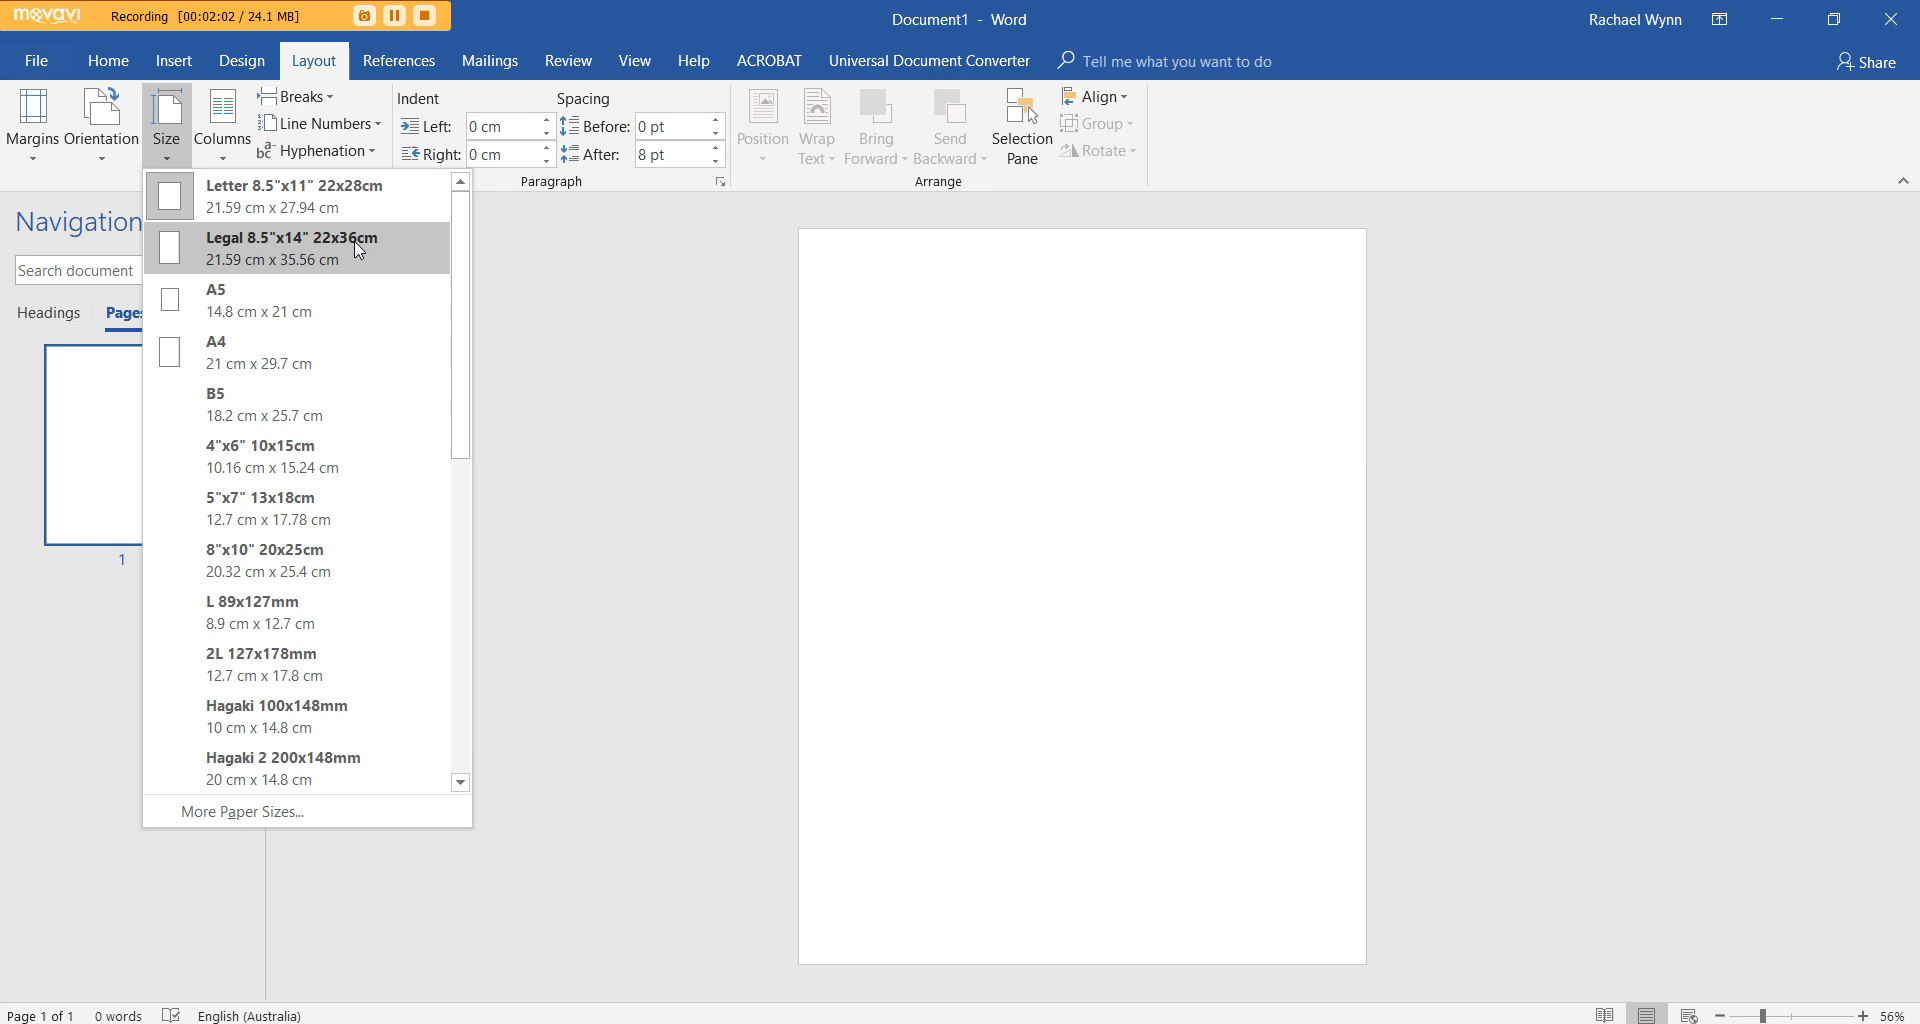 movavi
Recording [00:02:02 / 24.1 MB]
Document1 - Word
Rachael Wynn
File
Home
Insert
Design
Layout
References
Mailings
Review
View
Help
ACROBAT
Universal Document Converter
Tell me what you want to do
Share
Margins
Orientation
Size
Columns
Breaks
Line Numbers
Hyphenation
Indent
Left: 0 cm
Right: 0 cm
Spacing
Before: 0 pt
After: 8 pt
Paragraph
Position
Wrap
Text
Bring
Forward
Send
Backward
Selection
Pane
Align
Group
Rotate
Arrange
Navigation
Search document
Headings
Pages
1
Letter 8.5"x11" 22x28cm
21.59 cm x 27.94 cm
Legal 8.5"x14" 22x36cm
21.59 cm x 35.56 cm
A5
14.8 cm x 21 cm
A4
21 cm x 29.7 cm
B5
18.2 cm x 25.7 cm
4"x6" 10x15cm
10.16 cm x 15.24 cm
5"x7" 13x18cm
12.7 cm x 17.78 cm
8"x10" 20x25cm
20.32 cm x 25.4 cm
L 89x127mm
8.9 cm x 12.7 cm
2L 127x178mm
12.7 cm x 17.8 cm
Hagaki 100x148mm
10 cm x 14.8 cm
Hagaki 2 200x148mm
20 cm x 14.8 cm
More Paper Sizes...
Page 1 of 1
0 words
English (Australia)
56%